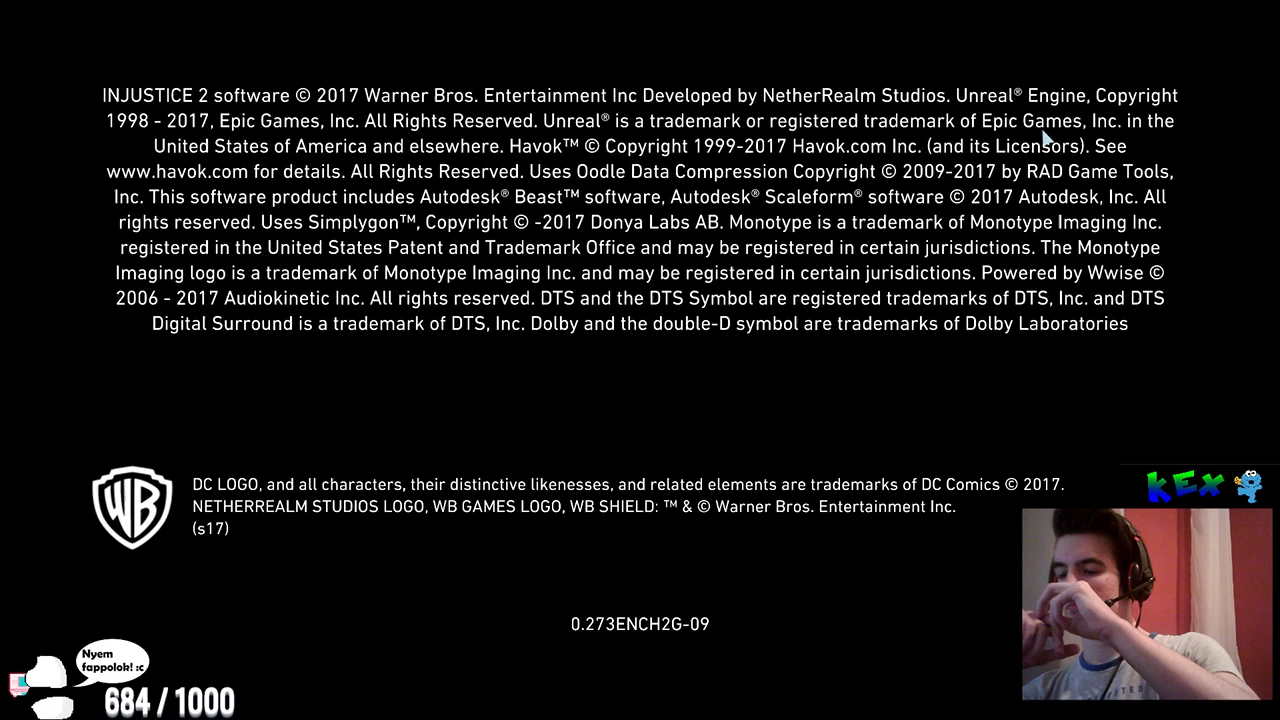 INJUSTICE 2 software © 2017 Warner Bros. Entertainment Inc Developed by NetherRealm Studios. Unreal® Engine, Copyright
1998 - 2017, Epic Games, Inc. All Rights Reserved. Unreal® is a trademark or registered trademark of Epic Games, Inc. in the
United States of America and elsewhere. Havok™ © Copyright 1999-2017 Havok.com Inc. (and its Licensors). See
www.havok.com for details. All Rights Reserved. Uses Oodle Data Compression Copyright © 2009-2017 by RAD Game Tools,
Inc. This software product includes Autodesk® Beast™ software, Autodesk® Scaleform® software © 2017 Autodesk, Inc. All
rights reserved. Uses Simplygon™, Copyright © -2017 Donya Labs AB. Monotype is a trademark of Monotype Imaging Inc.
registered in the United States Patent and Trademark Office and may be registered in certain jurisdictions. The Monotype
Imaging logo is a trademark of Monotype Imaging Inc. and may be registered in certain jurisdictions. Powered by Wwise ©
2006 - 2017 Audiokinetic Inc. All rights reserved. DTS and the DTS Symbol are registered trademarks of DTS, Inc. and DTS
Digital Surround is a trademark of DTS, Inc. Dolby and the double-D symbol are trademarks of Dolby Laboratories
WB
DC LOGO, and all characters, their distinctive likenesses, and related elements are trademarks of DC Comics © 2017.
NETHERREALM STUDIOS LOGO, WB GAMES LOGO, WB SHIELD: ™ & © Warner Bros. Entertainment Inc.
(s17)
KEX
0.273ENCH2G-09
Nyem
fappolok! :c
684 / 1000